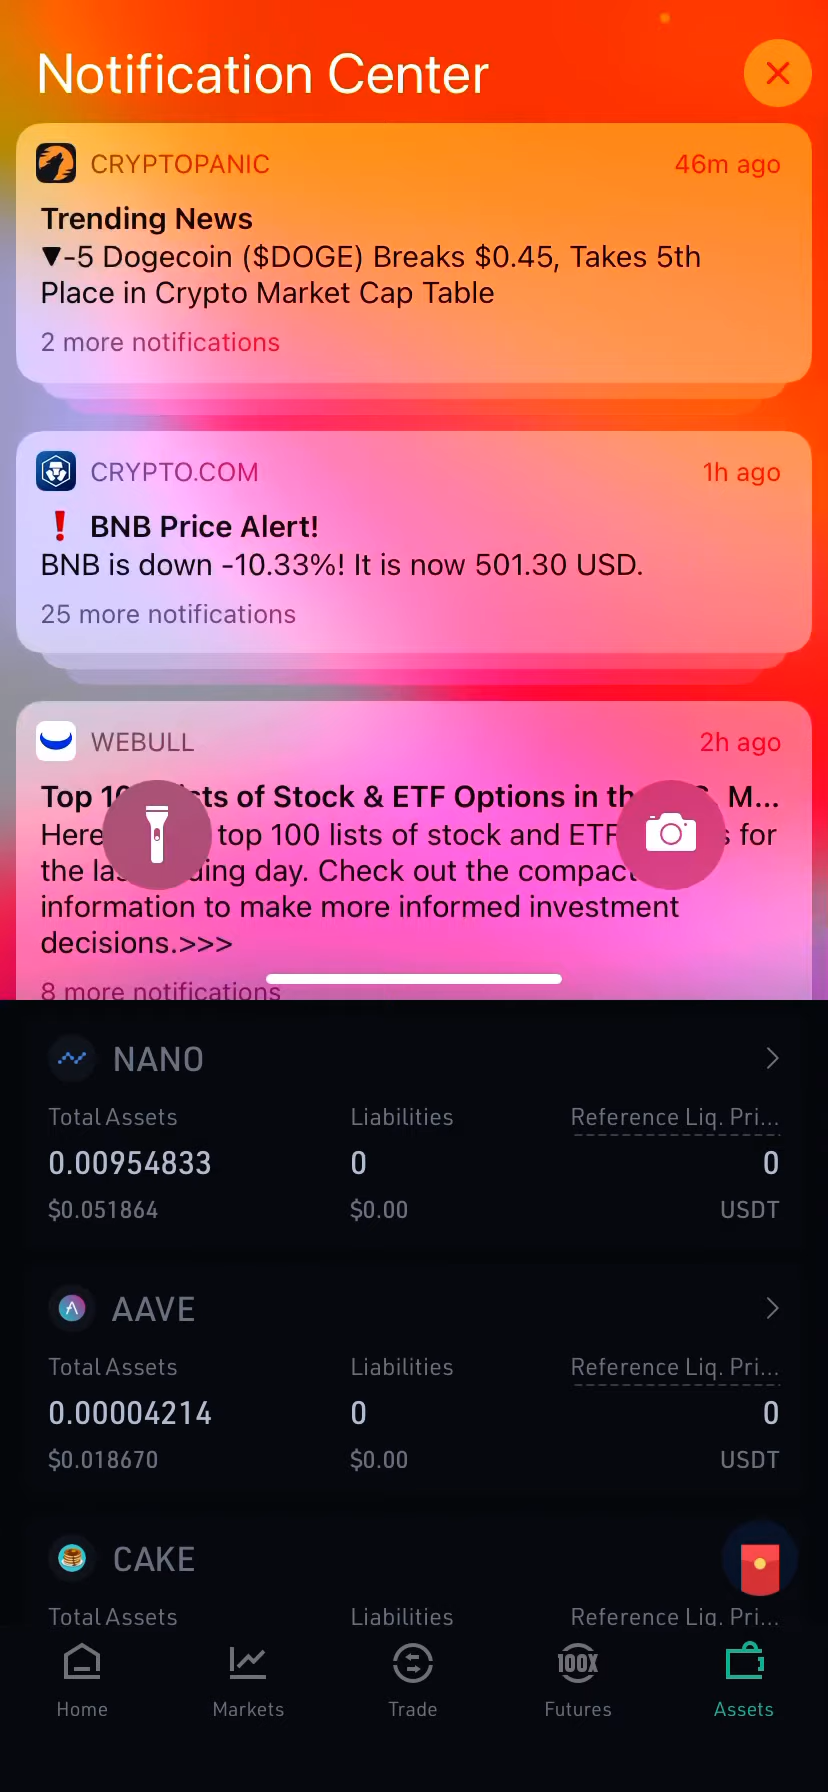 Notification Center
CRYPTOPANIC 46m ago
Trending News
▼-5 Dogecoin ($DOGE) Breaks $0.45, Takes 5th
Place in Crypto Market Cap Table
2 more notifications
CRYPTO.COM 1h ago
❗ BNB Price Alert!
BNB is down -10.33%! It is now 501.30 USD.
25 more notifications
WEBULL 2h ago
Top of Stock & ETF Options in M...
Here top 100 lists of stock and ETF for
the day. Check out the compact
information to make more informed investment
decisions.>>>
8 more notifications
NANO
Total Assets Liabilities Reference Liq. Pri...
0.00954833 0 0
$0.051864 $0.00 USDT
AAVE
Total Assets Liabilities Reference Liq. Pri...
0.00004214 0 0
$0.018670 $0.00 USDT
CAKE
Total Assets Liabilities Reference Liq. Pri...
100X
Home Markets Trade Futures Assets